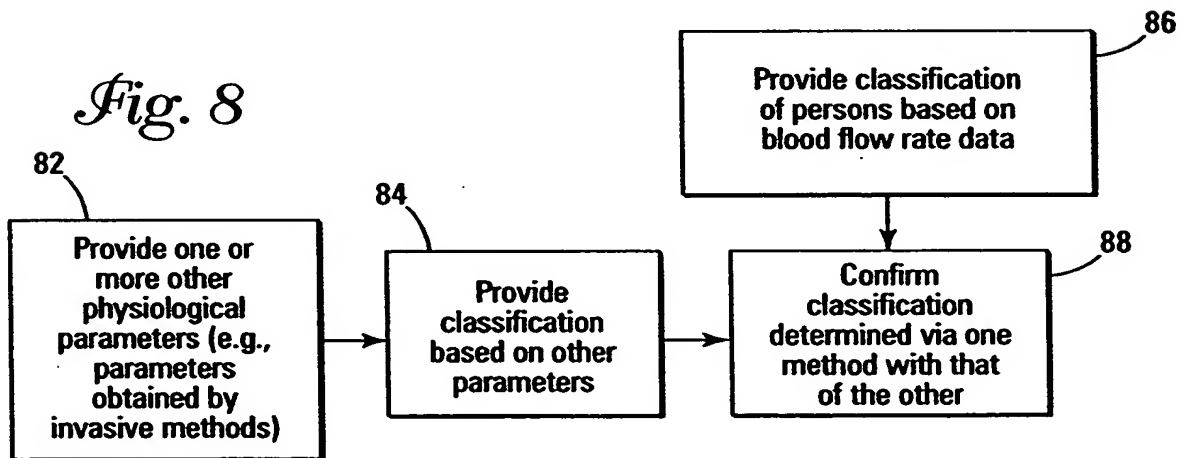 Fig. 8
86
Provide classification
of persons based on
blood flow rate data
82
Provide one or
more other
physiological
parameters (e.g.,
parameters
obtained by
invasive methods)
84
Provide
classification
based on other
parameters
88
Confirm
classification
determined via one
method with that
of the other